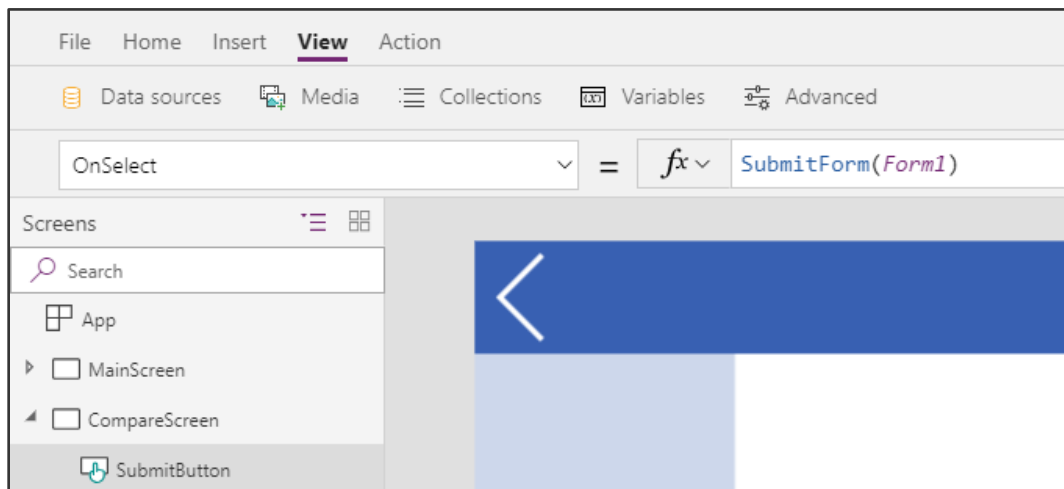 File Home Insert View Action
Data sources Media Collections (x) Variables Advanced
OnSelect = fx SubmitForm(Form1)
Screens
Search
App
MainScreen
CompareScreen
SubmitButton